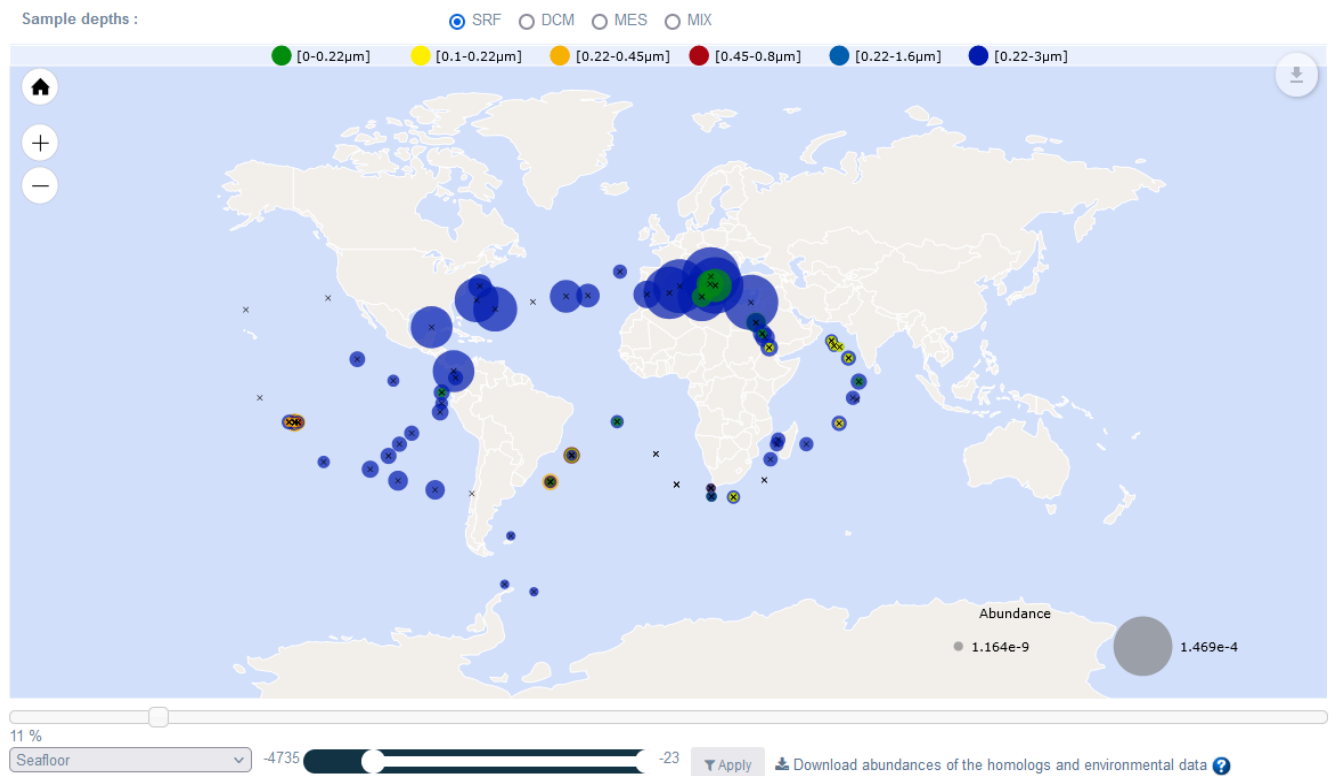 Sample depths : SRF DCM MES MIX
[0-0.22µm] [0.1-0.22µm] [0.22-0.45µm] [0.45-0.8µm] [0.22-1.6µm] [0.22-3µm]
+
−
Abundance
1.164e-9 1.469e-4
11 %
Seafloor -4735 -23 Apply Download abundances of the homologs and environmental data ?